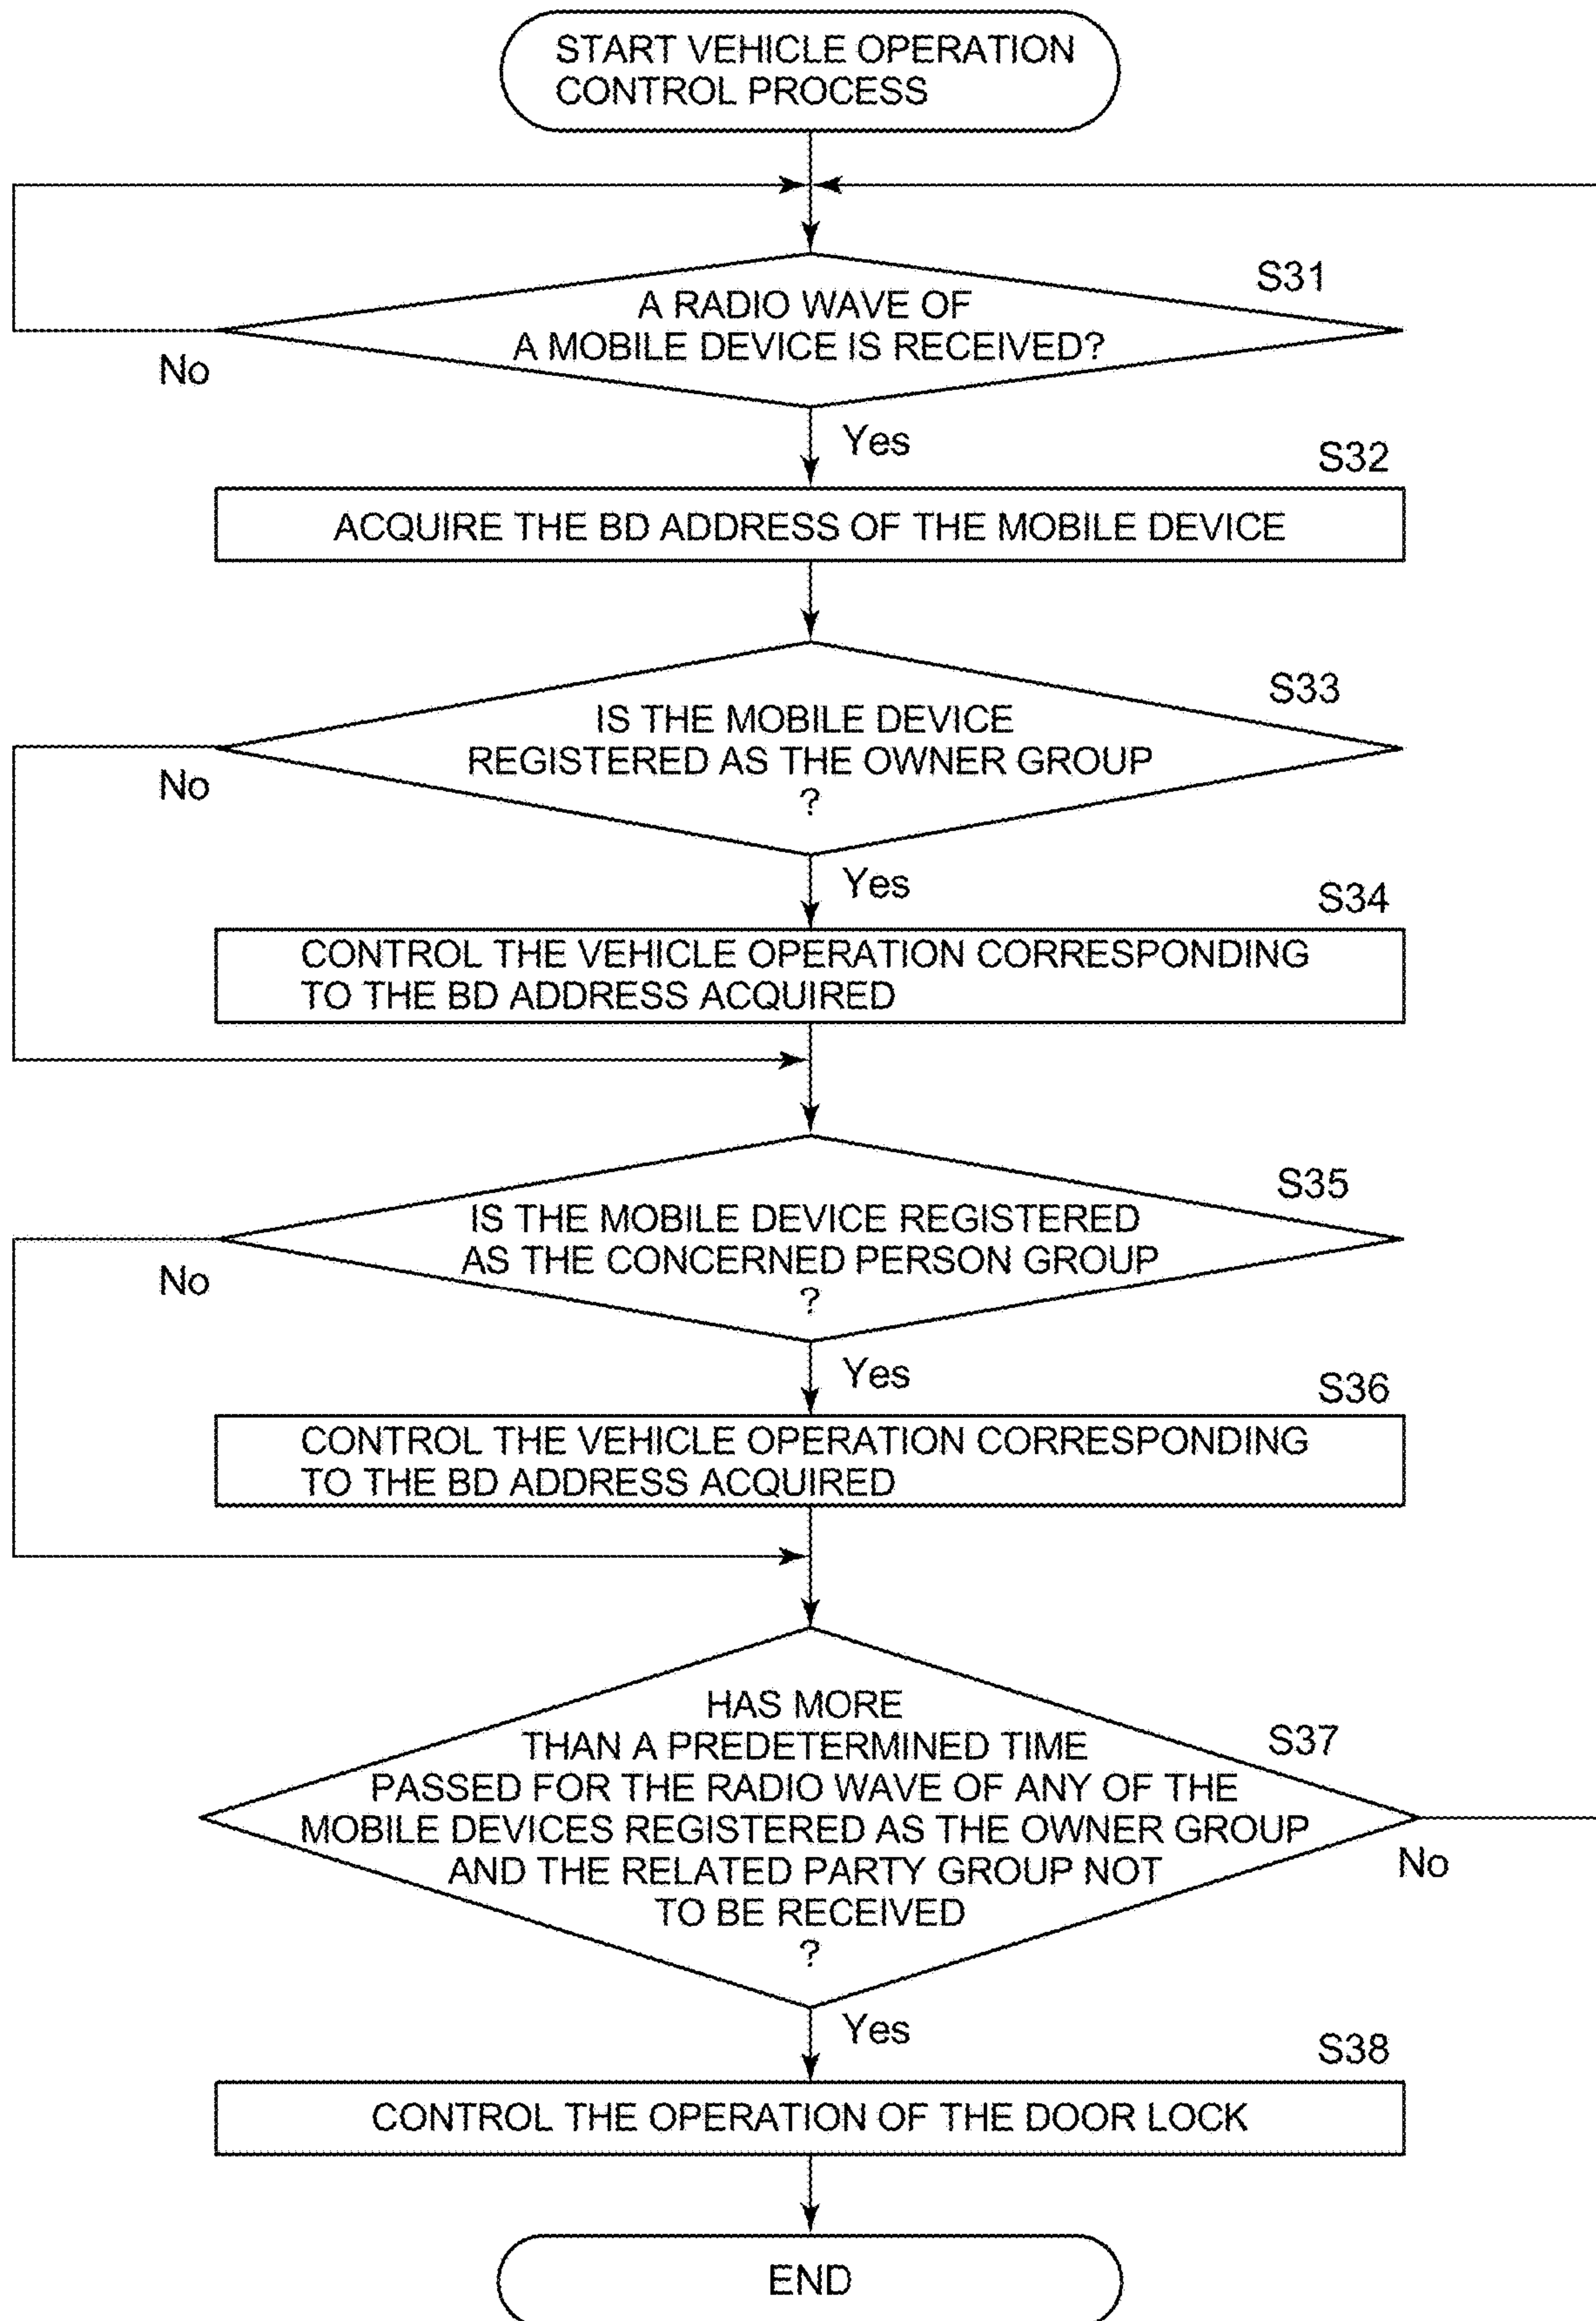 START VEHICLE OPERATION
CONTROL PROCESS
S31
A RADIO WAVE OF
A MOBILE DEVICE IS RECEIVED?
No
Yes
S32
ACQUIRE THE BD ADDRESS OF THE MOBILE DEVICE
S33
IS THE MOBILE DEVICE
REGISTERED AS THE OWNER GROUP
?
No
Yes
S34
CONTROL THE VEHICLE OPERATION CORRESPONDING
TO THE BD ADDRESS ACQUIRED
S35
IS THE MOBILE DEVICE REGISTERED
AS THE CONCERNED PERSON GROUP
?
No
Yes
S36
CONTROL THE VEHICLE OPERATION CORRESPONDING
TO THE BD ADDRESS ACQUIRED
HAS MORE
S37
THAN A PREDETERMINED TIME
PASSED FOR THE RADIO WAVE OF ANY OF THE
MOBILE DEVICES REGISTERED AS THE OWNER GROUP
AND THE RELATED PARTY GROUP NOT
No
TO BE RECEIVED
?
Yes
S38
CONTROL THE OPERATION OF THE DOOR LOCK
END